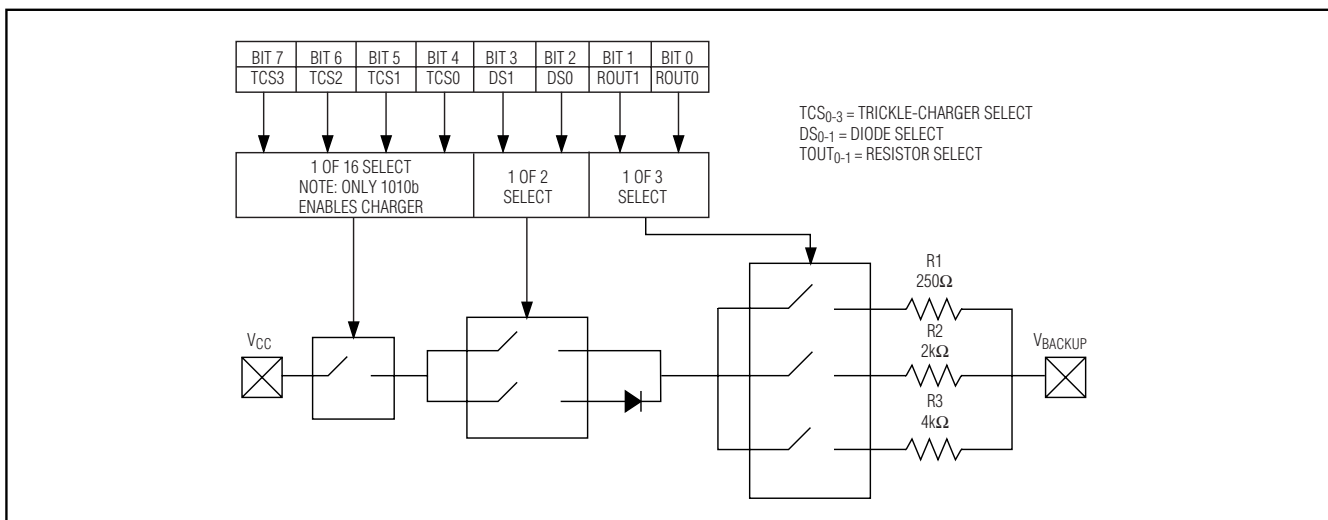 BIT 7 BIT 6 BIT 5 BIT 4 BIT 3 BIT 2 BIT 1 BIT 0
TCS3 TCS2 TCS1 TCS0 DS1 DS0 ROUT1 ROUT0
TCS0-3 = TRICKLE-CHARGER SELECT
DS0-1 = DIODE SELECT
TOUT0-1 = RESISTOR SELECT
1 OF 16 SELECT
NOTE: ONLY 1010b
ENABLES CHARGER
1 OF 2
SELECT
1 OF 3
SELECT
R1
250Ω
VCC
R2
2kΩ
VBACKUP
R3
4kΩ